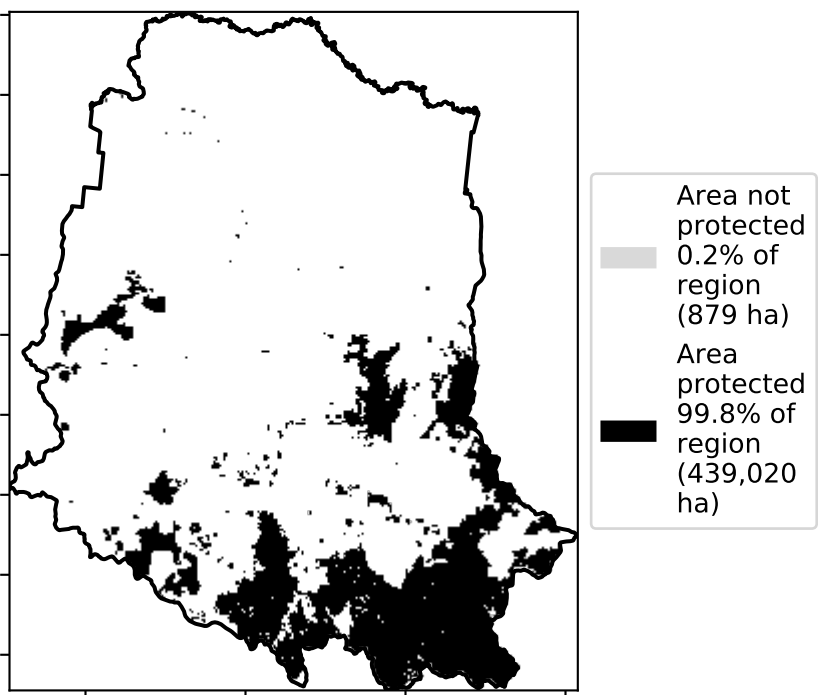 Area not
protected
0.2% of
region
(879 ha)
Area
protected
99.8% of
region
(439,020
ha)